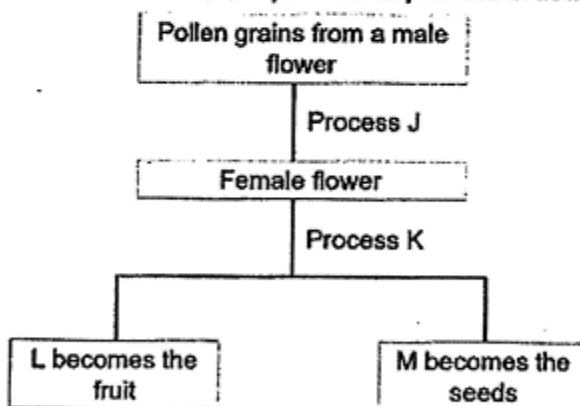 Pollen grains from a male
flower
Process J
Female flower
Process K
L becomes the
fruit
M becomes the
seeds